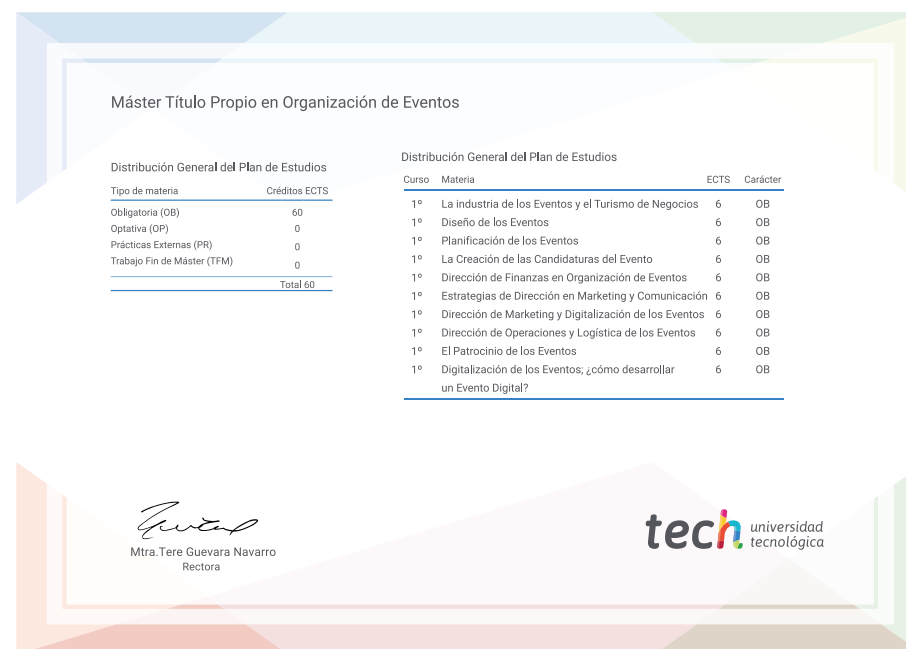 Máster Título Propio en Organización de Eventos
Distribución General del Plan de Estudios
Tipo de materia Créditos ECTS
Obligatoria (OB) 60
Optativa (OP) 0
Prácticas Externas (PR) 0
Trabajo Fin de Máster (TFM) 0
Total 60
Distribución General del Plan de Estudios
Curso Materia ECTS Carácter
1º La industria de los Eventos y el Turismo de Negocios 6 OB
1º Diseño de los Eventos 6 OB
1º Planificación de los Eventos 6 OB
1º La Creación de las Candidaturas del Evento 6 OB
1º Dirección de Finanzas en Organización de Eventos 6 OB
1º Estrategias de Dirección en Marketing y Comunicación 6 OB
1º Dirección de Marketing y Digitalización de los Eventos 6 OB
1º Dirección de Operaciones y Logística de los Eventos 6 OB
1º El Patrocinio de los Eventos 6 OB
1º Digitalización de los Eventos; ¿cómo desarrollar 6 OB
un Evento Digital?
Mtra.Tere Guevara Navarro
Rectora
tech universidad
tecnológica